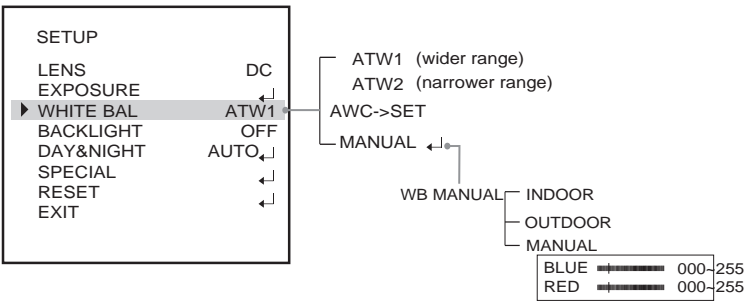 SETUP
LENS DC
EXPOSURE ↵
WHITE BAL ATW1
BACKLIGHT OFF
DAY&NIGHT AUTO↵
SPECIAL ↵
RESET ↵
EXIT
ATW1 (wider range)
ATW2 (narrower range)
AWC->SET
MANUAL ↵
WB MANUAL
INDOOR
OUTDOOR
MANUAL
BLUE 000~255
RED 000~255